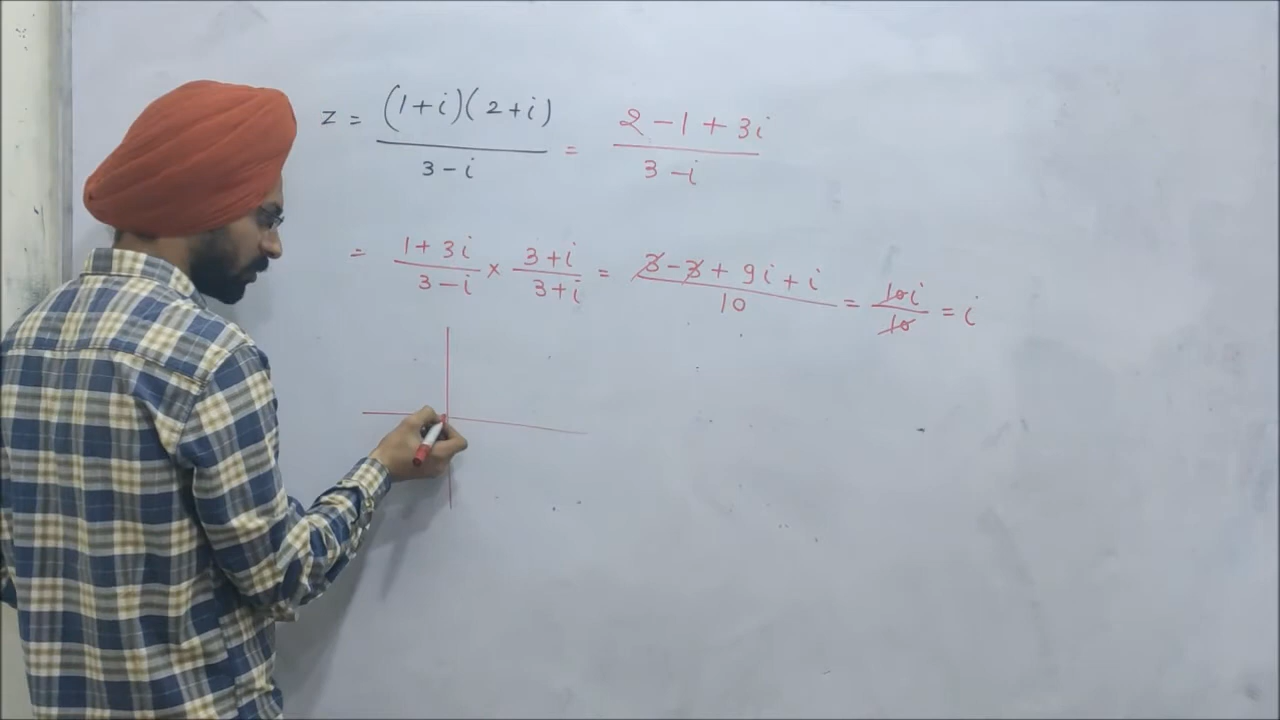 z = (1+i)(2+i) / 3-i = 2-1+3i / 3-i
= 1+3i / 3-i × 3+i / 3+i = 3-3+9i+i / 10 = 10i / 10 = i